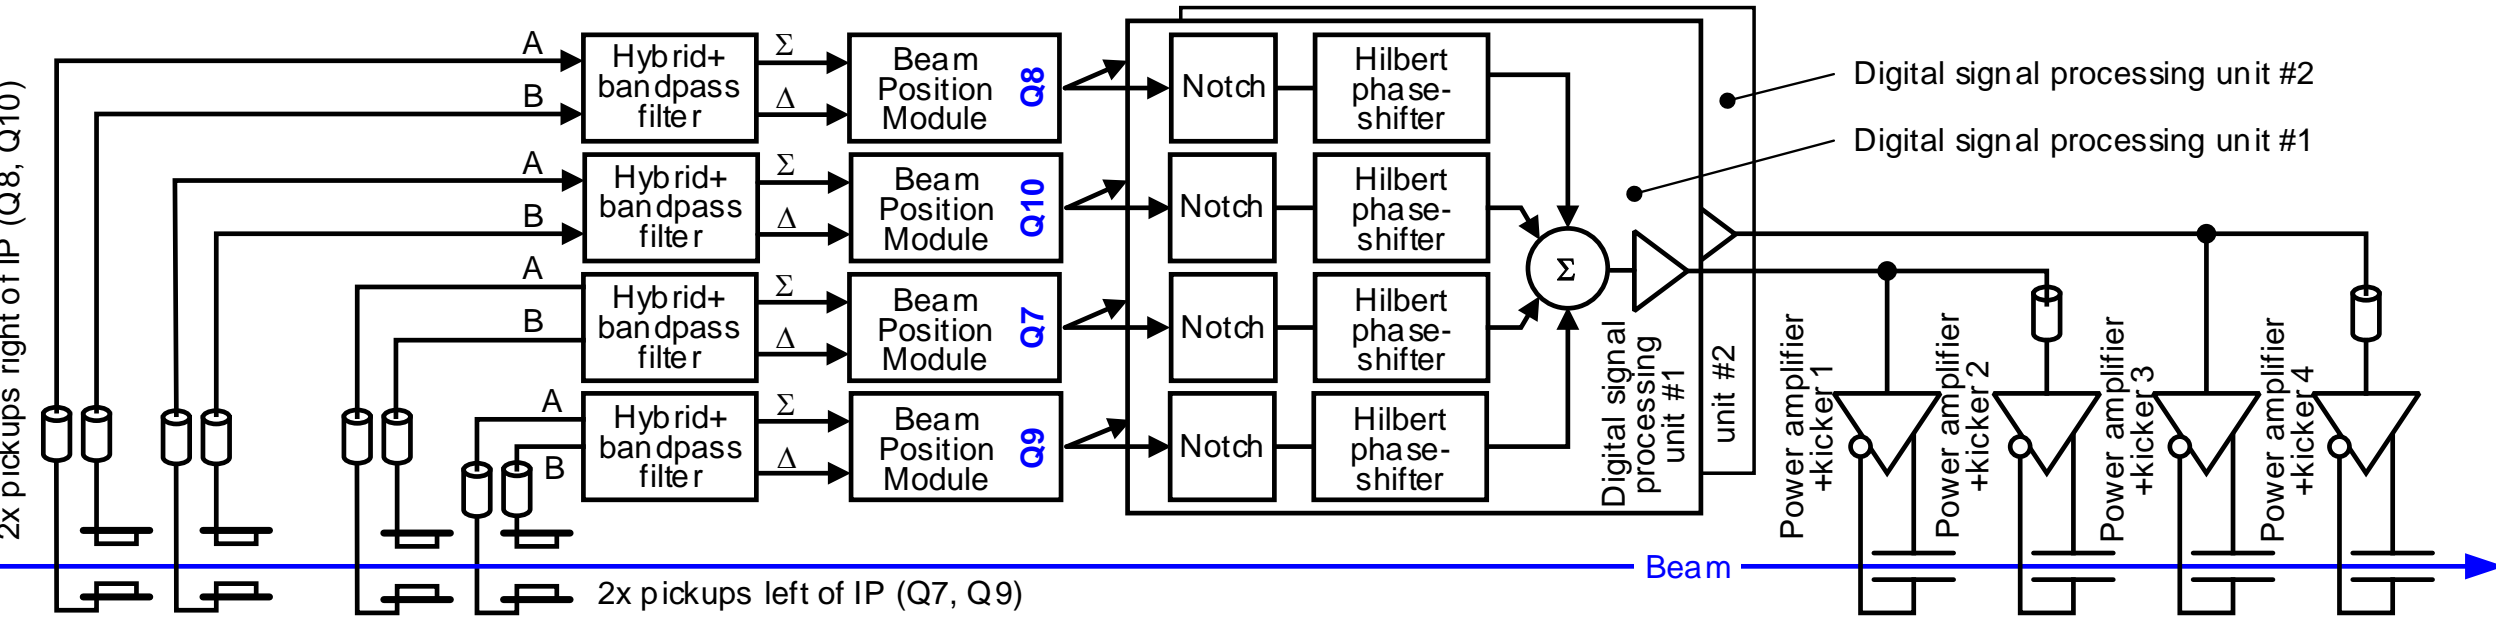 2x pickups right of IP (Q8, Q10)
A
B
Hybrid+
bandpass
filter
Σ
Δ
Beam
Position
Module
Q8
Notch
Hilbert
phase-
shifter
A
B
Hybrid+
bandpass
filter
Σ
Δ
Beam
Position
Module
Q10
Notch
Hilbert
phase-
shifter
A
B
Hybrid+
bandpass
filter
Σ
Δ
Beam
Position
Module
Q7
Notch
Hilbert
phase-
shifter
A
B
Hybrid+
bandpass
filter
Σ
Δ
Beam
Position
Module
Q9
Notch
Hilbert
phase-
shifter
Σ
Digital signal
processing
unit #1
unit #2
Digital signal processing unit #2
Digital signal processing unit #1
Power amplifier
+kicker 1
Power amplifier
+kicker 2
Power amplifier
+kicker 3
Power amplifier
+kicker 4
Beam
2x pickups left of IP (Q7, Q9)